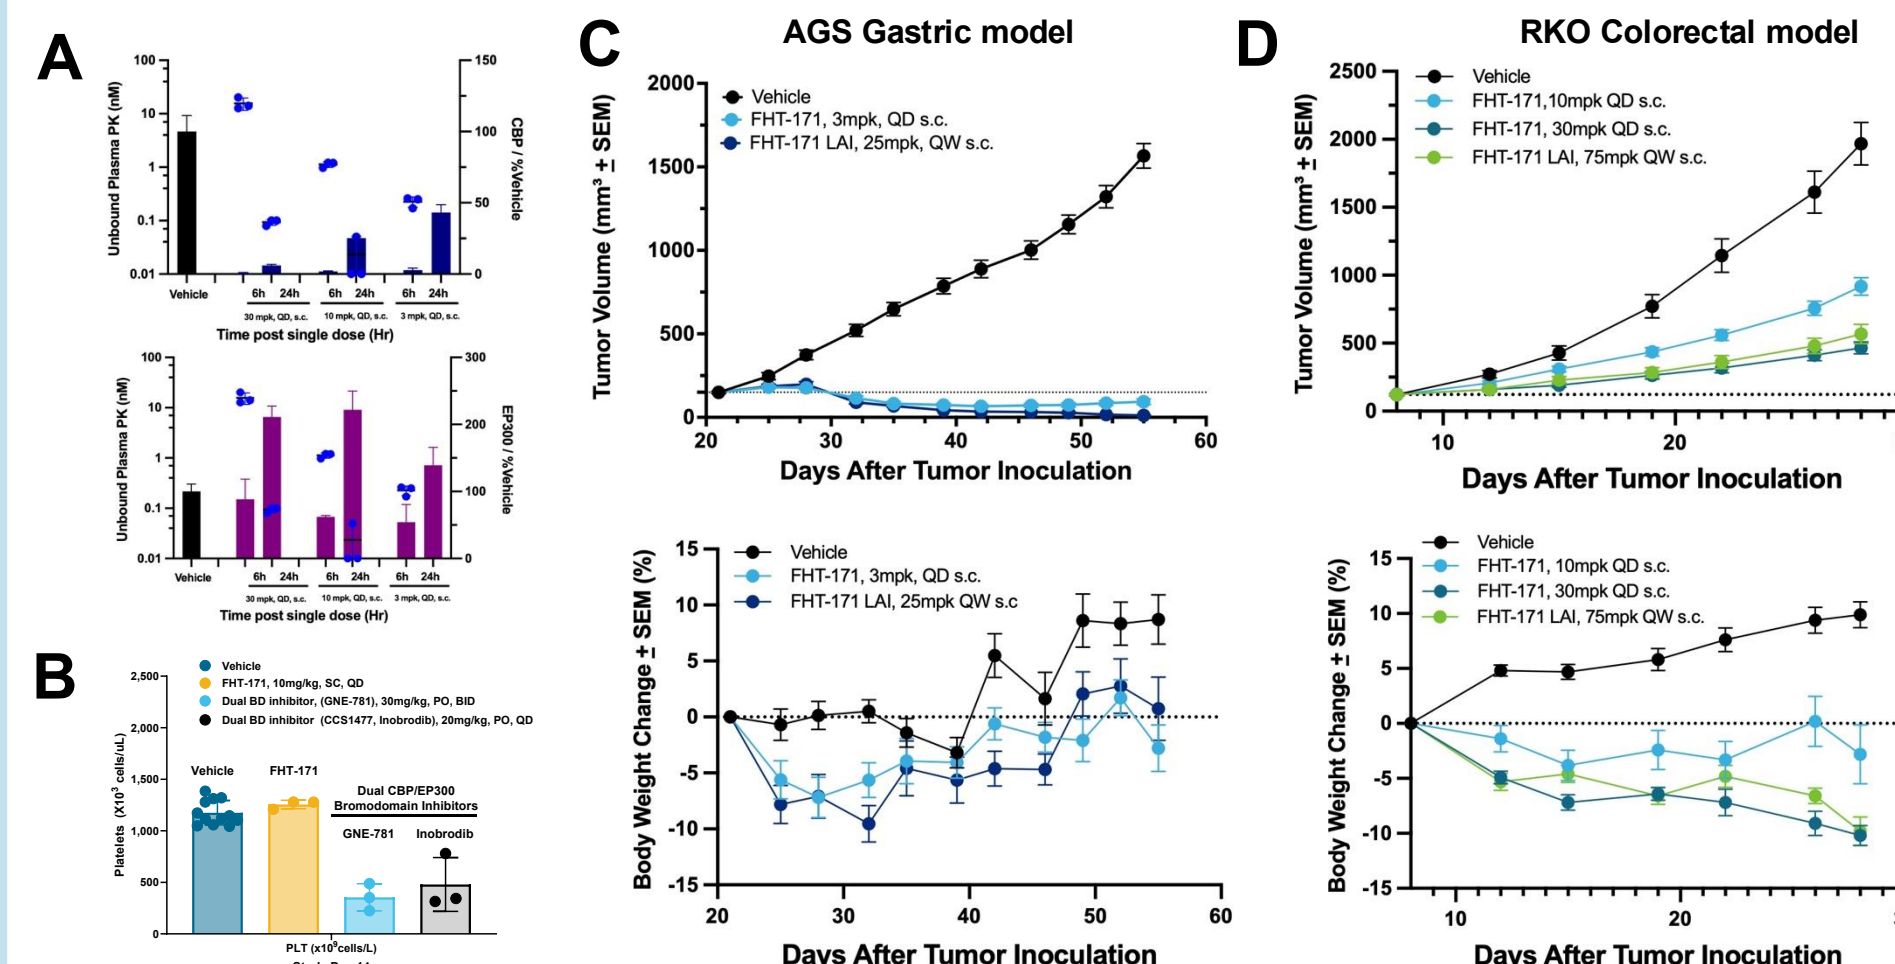 A
100
10
1
0.1
0.01
Unbound Plasma PK (nM)
150
100
50
0
CBP / %Vehicle
Vehicle
6h 24h 6h 24h 6h 24h
30 mpk, QD, s.c. 10 mpk, QD, s.c. 3 mpk, QD, s.c.
Time post single dose (Hr)
100
10
1
0.1
0.01
Unbound Plasma PK (nM)
300
200
100
0
EP300 / %Vehicle
Vehicle
6h 24h 6h 24h 6h 24h
30 mpk, QD, s.c. 10 mpk, QD, s.c. 3 mpk, QD, s.c.
Time post single dose (Hr)
B
Vehicle
FHT-171, 10mg/kg, SC, QD
Dual BD inhibitor, (GNE-781), 30mg/kg, PO, BID
Dual BD inhibitor (CCS1477, Inobrodib), 20mg/kg, PO, QD
2,500
2,000
1,500
1,000
500
0
Platelets (X10³ cells/uL)
Vehicle
FHT-171
Dual CBP/EP300
Bromodomain Inhibitors
GNE-781 Inobrodib
PLT (x10⁹cells/L)
C
AGS Gastric model
2000
1500
1000
500
0
Tumor Volume (mm³ ± SEM)
Vehicle
FHT-171, 3mpk, QD s.c.
FHT-171 LAI, 25mpk, QW s.c.
20 30 40 50 60
Days After Tumor Inoculation
15
10
5
0
-5
-10
-15
Body Weight Change ± SEM (%)
Vehicle
FHT-171, 3mpk, QD s.c.
FHT-171 LAI, 25mpk QW s.c
20 30 40 50 60
Days After Tumor Inoculation
D
RKO Colorectal model
2500
2000
1500
1000
500
0
Tumor Volume (mm³ ± SEM)
Vehicle
FHT-171,10mpk QD s.c.
FHT-171, 30mpk QD s.c.
FHT-171 LAI, 75mpk QW s.c.
10 20
Days After Tumor Inoculation
15
10
5
0
-5
-10
-15
Body Weight Change ± SEM (%)
Vehicle
FHT-171, 10mpk QD s.c.
FHT-171, 30mpk QD s.c.
FHT-171 LAI, 75mpk QW s.c.
10 20
Days After Tumor Inoculation